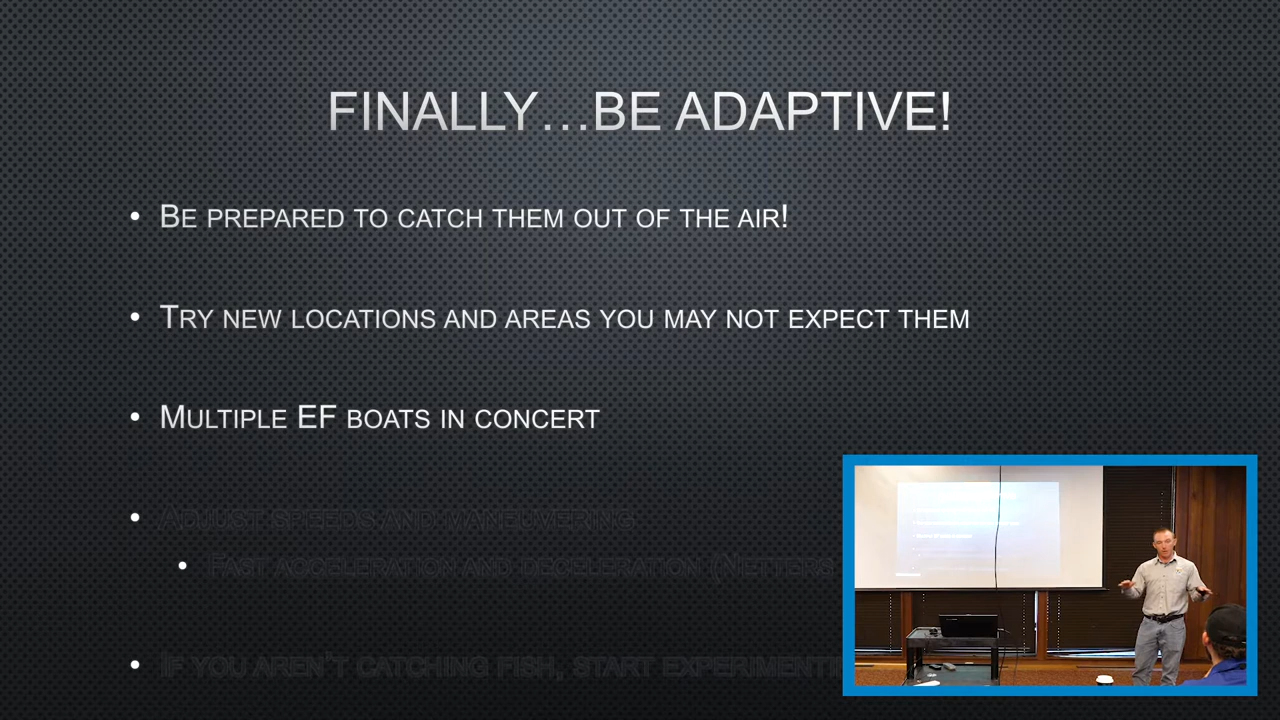 FINALLY…BE ADAPTIVE!
• BE PREPARED TO CATCH THEM OUT OF THE AIR!
• TRY NEW LOCATIONS AND AREAS YOU MAY NOT EXPECT THEM
• MULTIPLE EF BOATS IN CONCERT
• ADJUST SPEEDS AND MANEUVERING
• FAST ACCELERATION AND DECELERATION
• IF YOU AREN'T CATCHING FISH, START